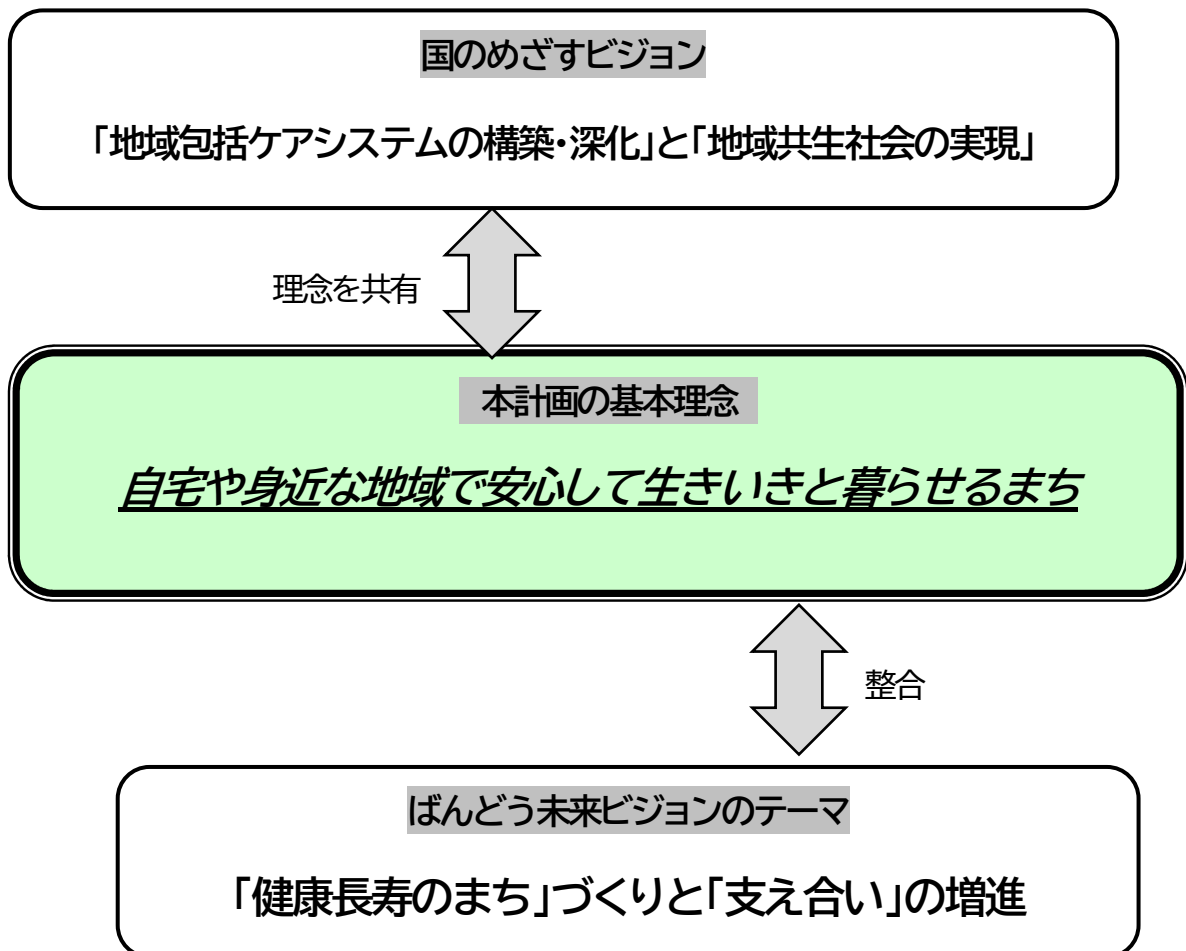 国のめざすビジョン
「地域包括ケアシステムの構築・深化」と「地域共生社会の実現」
理念を共有
本計画の基本理念
自宅や身近な地域で安心して生きいきと暮らせるまち
整合
ばんどう未来ビジョンのテーマ
「健康長寿のまち」づくりと「支え合い」の増進